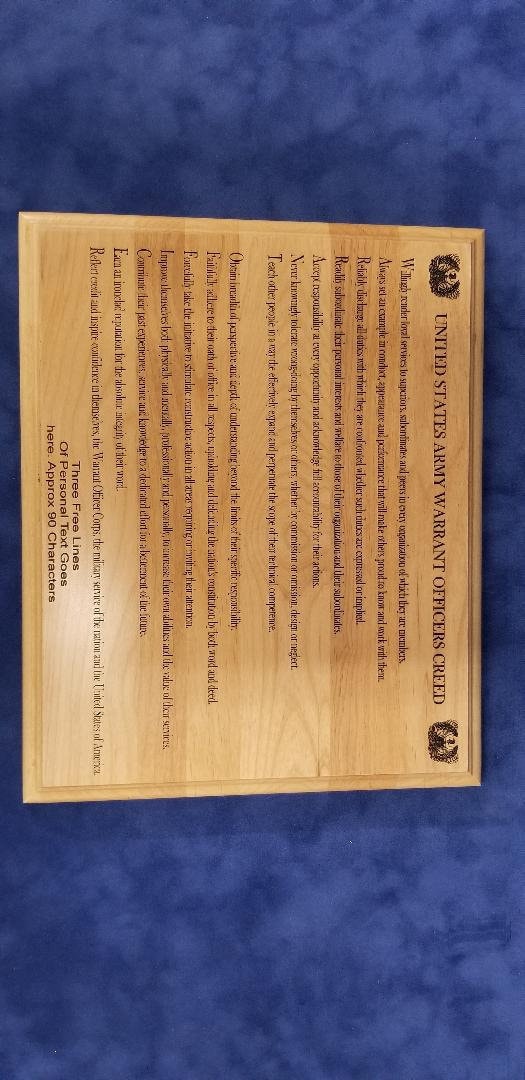 UNITED STATES ARMY WARRANT OFFICERS CREED
Willingly render loyal services to superiors, subordinates and peers in every organization of which they are members.
Always set an example in conduct, appearance and performance that will make others proud to know and work with them.
Reliably discharge all duties with which they are confronted whether such duties are expressed or implied.
Readily subordinate their personal interests and welfare to those of their organization and their subordinates.
Accept responsibility at every opportunity and acknowledge full accountability for their actions.
Never knowingly tolerate wrongdoing by themselves or others, whether by commission or omission, design or neglect.
Teach other people in a way the effectively expand and perpetuate the scope of their technical competence.
Obtain breadth of perspective and depth of understanding beyond the limits of their specific responsibility.
Faithfully adhere to their oath of office in all respects, upholding and defending the nation's constitution by both word and deed.
Forcefully take the initiative to stimulate constructive action in all areas requiring or inviting their attention.
Improve themselves both physically and mentally, professionally and personally, to increase their own abilities and the value of their services.
Contribute their past experiences, service and knowledge to a dedicated effort for a betterment of the future.
Earn an ironclad reputation for the absolute integrity of their word.
Reflect credit and inspire confidence in themselves, the Warrant Officer Corps, the military service of the nation and the United States of America.
Three Free Lines
Of Personal Text Goes
here. Approx 90 Characters